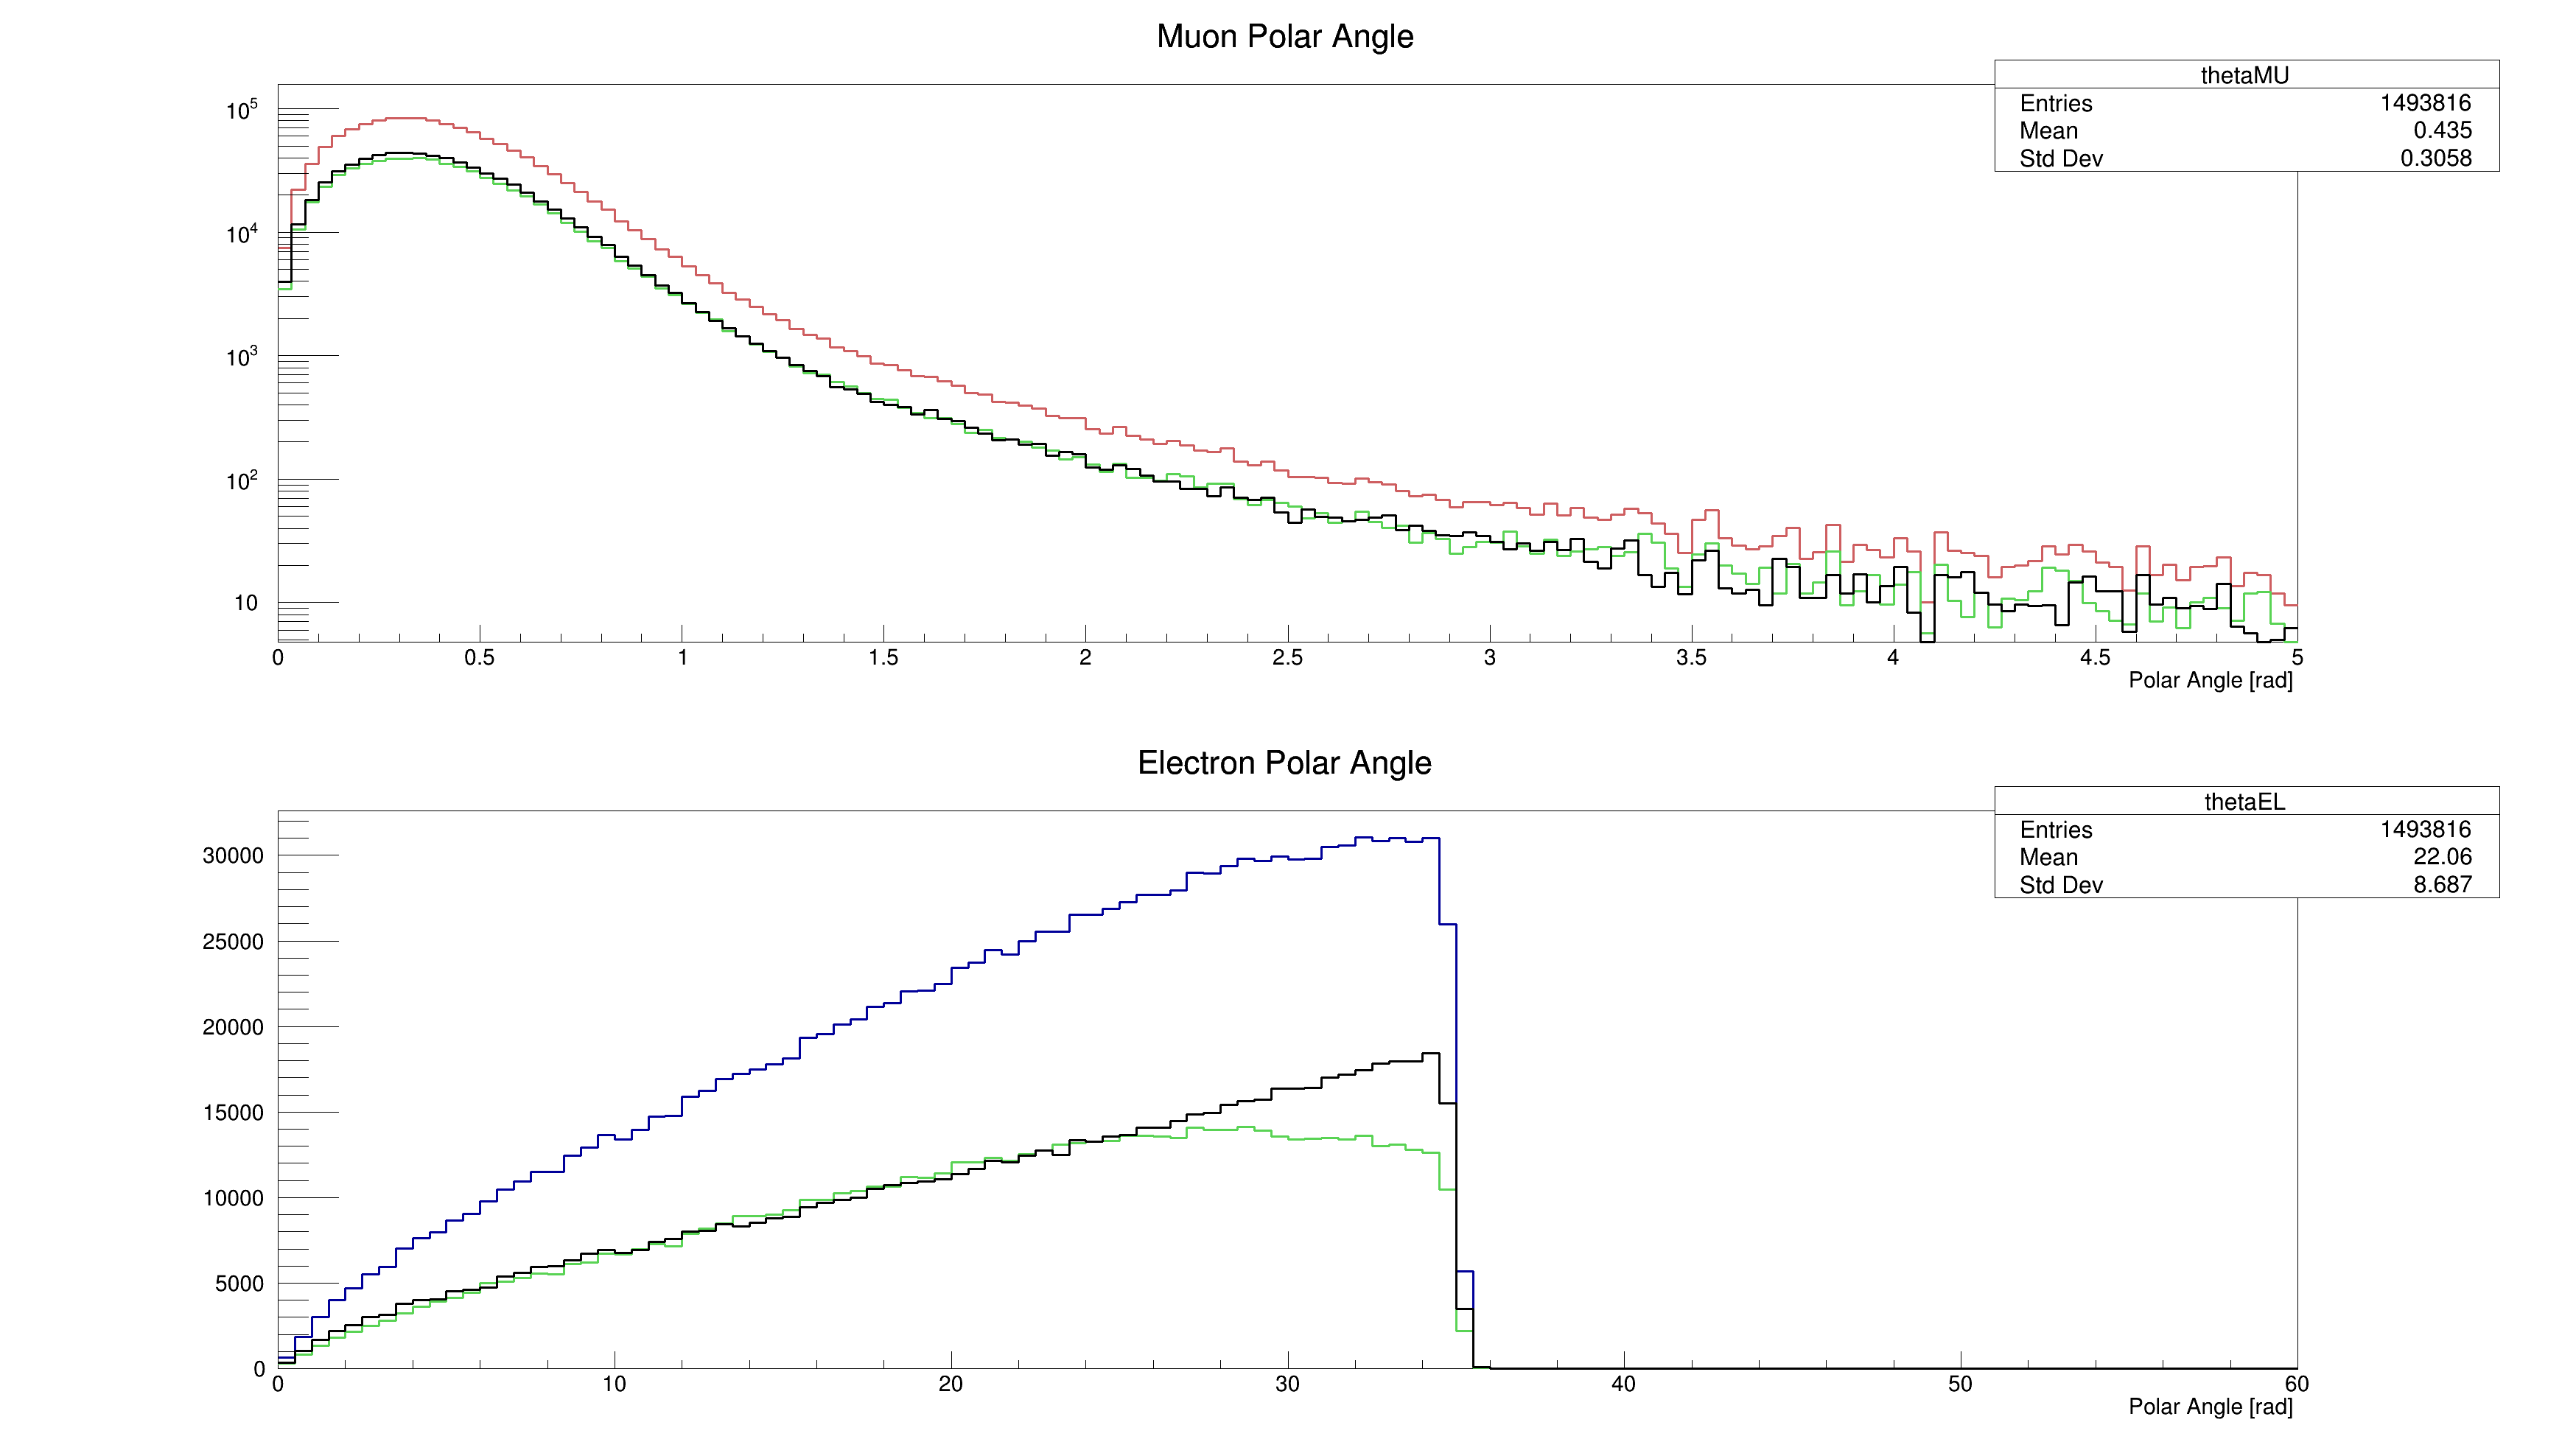 Muon Polar Angle
thetaMU
Entries 1493816
Mean 0.435
Std Dev 0.3058
10^5
10^4
10^3
10^2
10
0 0.5 1 1.5 2 2.5 3 3.5 4 4.5 5
Polar Angle [rad]
Electron Polar Angle
thetaEL
Entries 1493816
Mean 22.06
Std Dev 8.687
30000
25000
20000
15000
10000
5000
0
0 10 20 30 40 50 60
Polar Angle [rad]